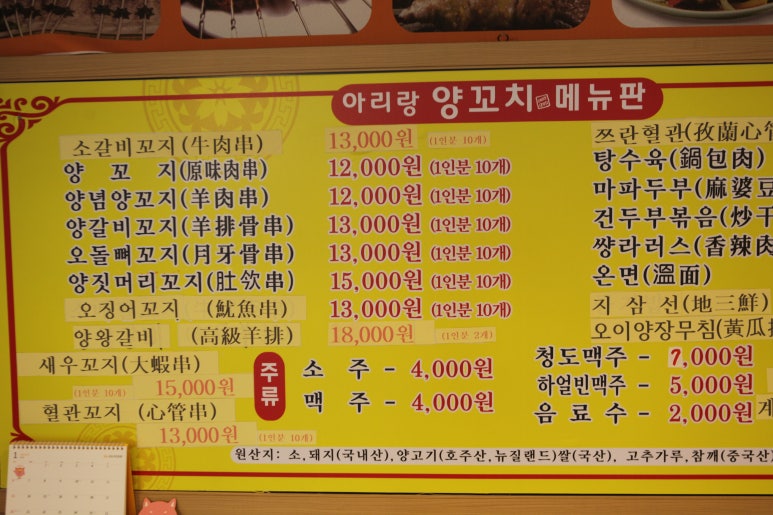 아리랑 양꼬치 메뉴판
소갈비꼬지(牛肉串) 13,000원 (1인분 10개)
양 꼬 지(原味肉串) 12,000원 (1인분 10개)
양념양꼬지(羊肉串) 12,000원 (1인분 10개)
양갈비꼬지(羊排骨串) 13,000원 (1인분 10개)
오돌뼈꼬지(月牙骨串) 13,000원 (1인분 10개)
양짓머리꼬지(肚欦串) 15,000원 (1인분 10개)
오징어꼬지 (魷魚串) 13,000원 (1인분 10개)
양왕갈비 (高級羊排) 18,000원 (1인분 2개)
새우꼬지(大蝦串)
(1인분 10개) 15,000원
혈관꼬지 (心管串)
13,000원 (1인분 10개)
쯔란혈관(孜蘭心管
탕수육(鍋包肉)
마파두부(麻婆豆
건두부볶음(炒干
썅라러스(香辣肉
온면(溫面)
지삼선(地三鮮)
오이양장무침(黃瓜
주류
소 주 - 4,000원
맥 주 - 4,000원
청도맥주 - 7,000원
하얼빈맥주 - 5,000원
음료수 - 2,000원
계
원산지: 소,돼지(국내산),양고기(호주산,뉴질랜드)쌀(국산), 고추가루,참깨(중국산)
1